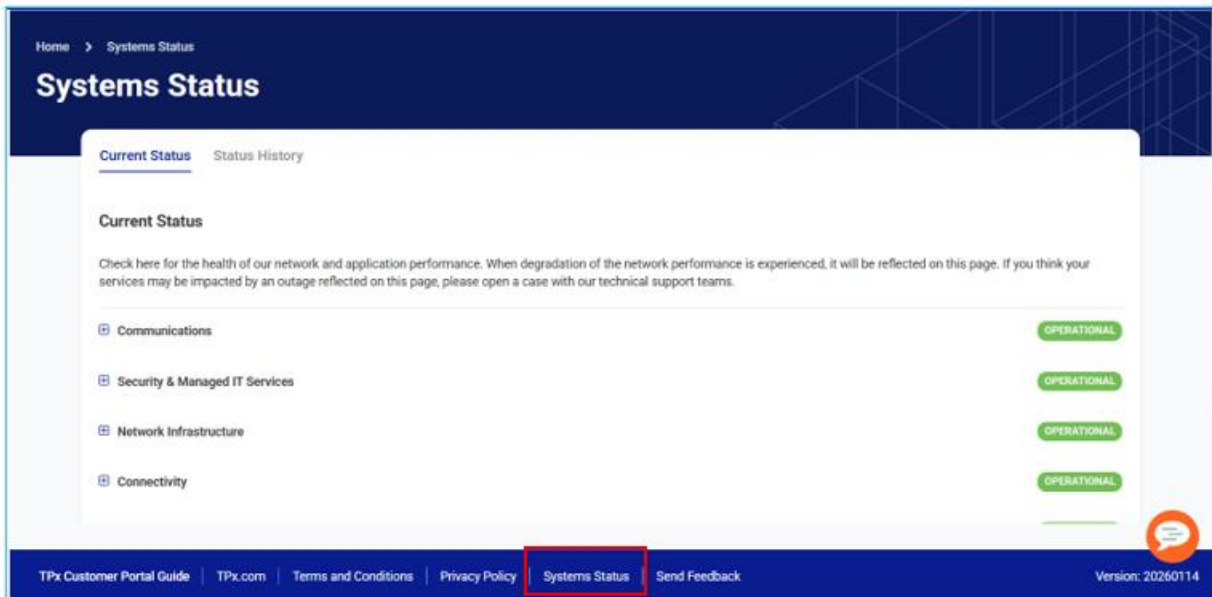 Home > Systems Status
Systems Status
Current Status Status History
Current Status
Check here for the health of our network and application performance. When degradation of the network performance is experienced, it will be reflected on this page. If you think your
services may be impacted by an outage reflected on this page, please open a case with our technical support teams.
Communications OPERATIONAL
Security & Managed IT Services OPERATIONAL
Network Infrastructure OPERATIONAL
Connectivity OPERATIONAL
TPx Customer Portal Guide | TPx.com | Terms and Conditions | Privacy Policy | Systems Status | Send Feedback Version: 20260114